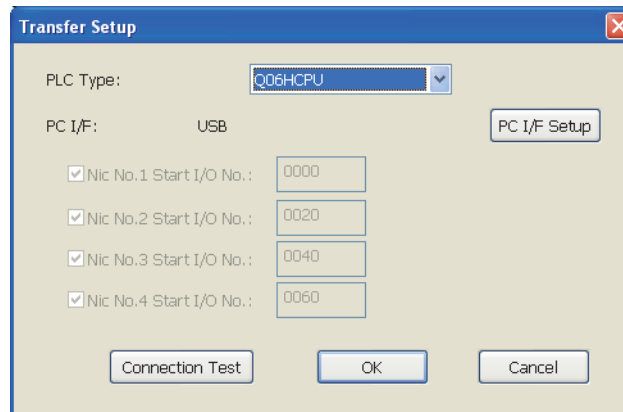 Transfer Setup
PLC Type: Q06HCPU
PC I/F: USB PC I/F Setup
Nic No.1 Start I/O No.: 0000
Nic No.2 Start I/O No.: 0020
Nic No.3 Start I/O No.: 0040
Nic No.4 Start I/O No.: 0060
Connection Test OK Cancel